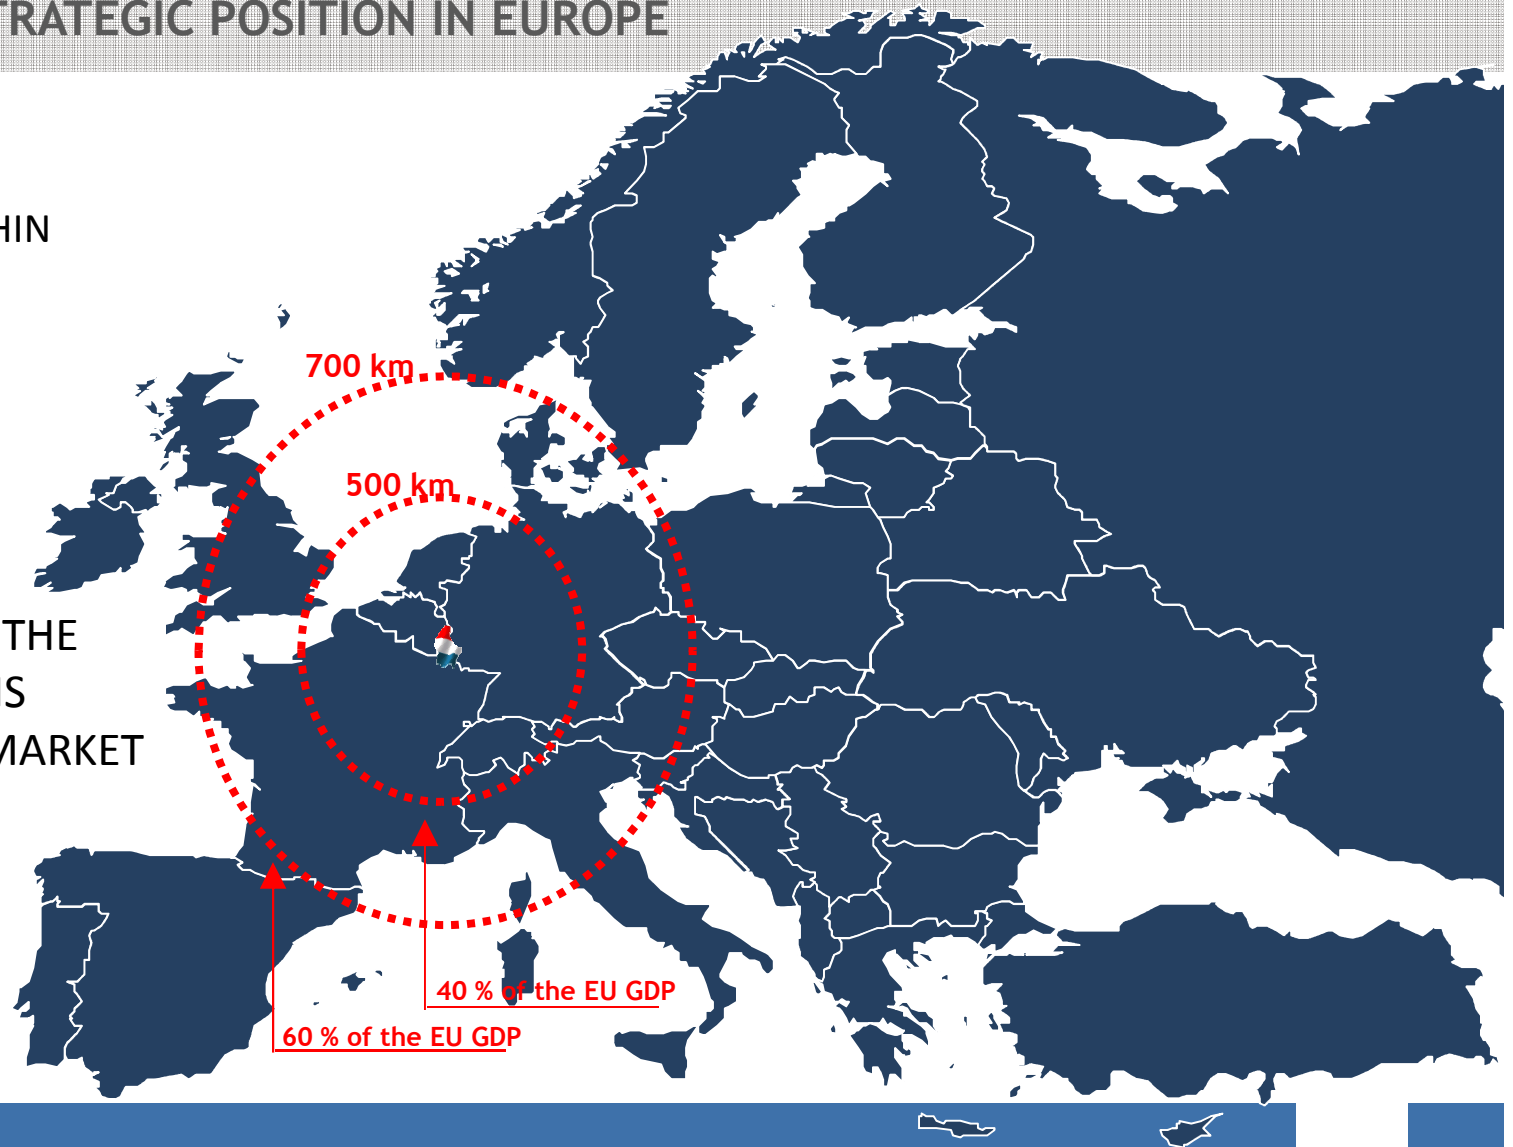 TRATEGIC POSITION IN EUROPE
HIN
700 km
500 km
THE
MARKET
40 % of the EU GDP
60 % of the EU GDP